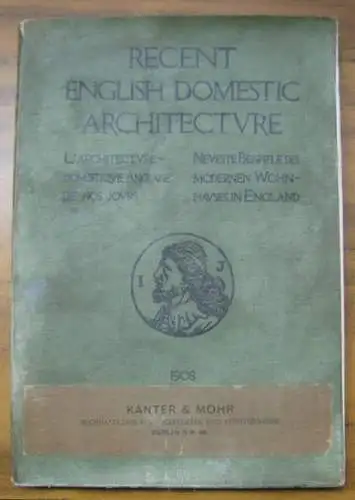 RECENT
ENGLISH DOMESTIC
ARCHITECTVRE
L'ARCHITECTVRE-
DOMESTIQVE ANGLAISE
DE NOS JOVRS
NEVESTE BEISPIELE DES
MODERNEN WOHN-
HAVSES IN ENGLAND
I J
1908
KANTER & MOHR
BERLIN S.W.